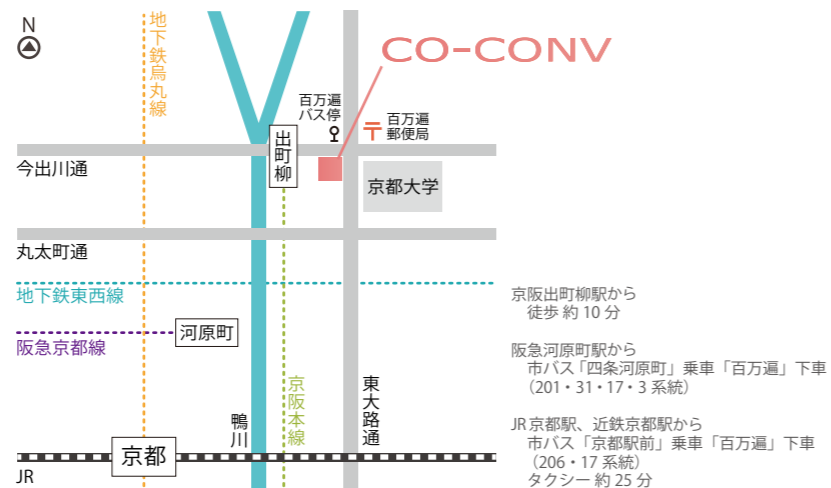 N
地下鉄烏丸線
CO-CONV
百万遍
バス停
〒
百万遍
郵便局
出町柳
今出川通
京都大学
丸太町通
地下鉄東西線
河原町
阪急京都線
京阪本線
東大路通
鴨川
京都
JR
京阪出町柳駅から
徒歩 約 10 分
阪急河原町駅から
市バス「四条河原町」乗車「百万遍」下車
（201・31・17・3 系統）
JR 京都駅、近鉄京都駅から
市バス「京都駅前」乗車「百万遍」下車
（206・17 系統）
タクシー 約 25 分